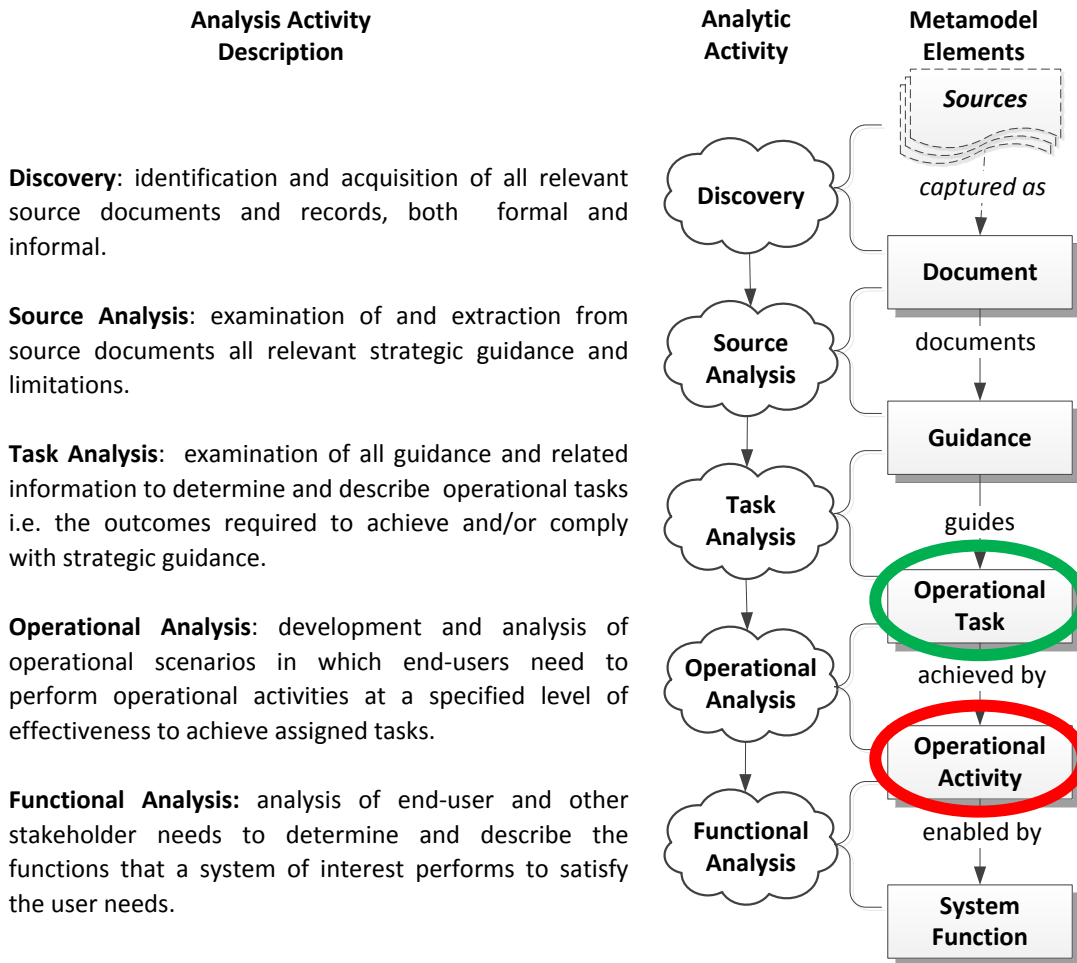 Analysis Activity
Description
Analytic
Activity
Metamodel
Elements
Sources
captured as
Document
documents
Guidance
guides
Operational
Task
achieved by
Operational
Activity
enabled by
System
Function
Discovery
Source
Analysis
Task
Analysis
Operational
Analysis
Functional
Analysis
Discovery: identification and acquisition of all relevant
source documents and records, both formal and
informal.
Source Analysis: examination of and extraction from
source documents all relevant strategic guidance and
limitations.
Task Analysis: examination of all guidance and related
information to determine and describe operational tasks
i.e. the outcomes required to achieve and/or comply
with strategic guidance.
Operational Analysis: development and analysis of
operational scenarios in which end-users need to
perform operational activities at a specified level of
effectiveness to achieve assigned tasks.
Functional Analysis: analysis of end-user and other
stakeholder needs to determine and describe the
functions that a system of interest performs to satisfy
the user needs.